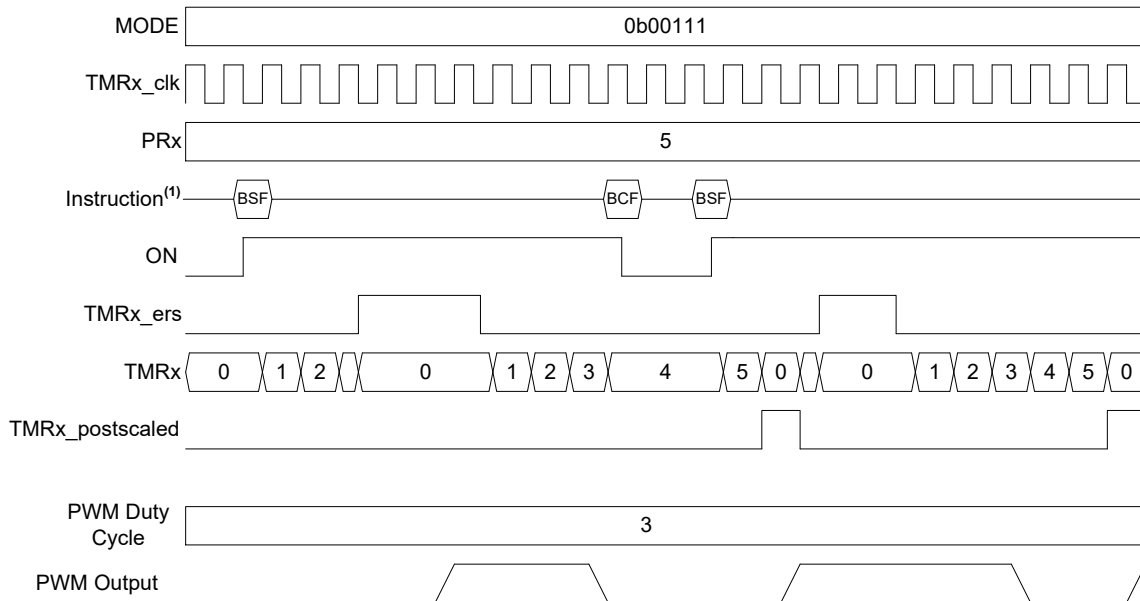 MODE 0b00111
TMRx_clk
PRx 5
Instruction(1) BSF BCF BSF
ON
TMRx_ers
TMRx 0 1 2 0 1 2 3 4 5 0 0 1 2 3 4 5 0
TMRx_postscaled
PWM Duty
Cycle
3
PWM Output